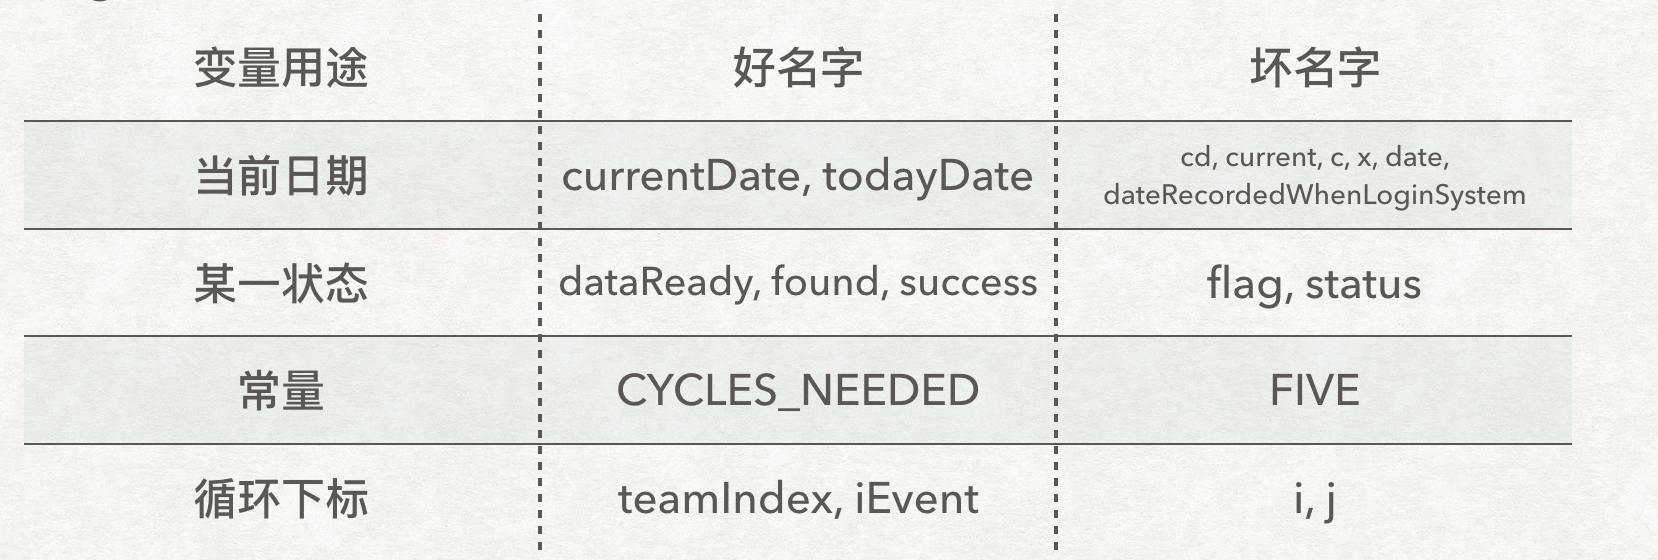 变量用途 好名字 坏名字
当前日期 currentDate, todayDate cd, current, c, x, date,
dateRecordedWhenLoginSystem
某一状态 dataReady, found, success flag, status
常量 CYCLES_NEEDED FIVE
循环下标 teamIndex, iEvent i, j